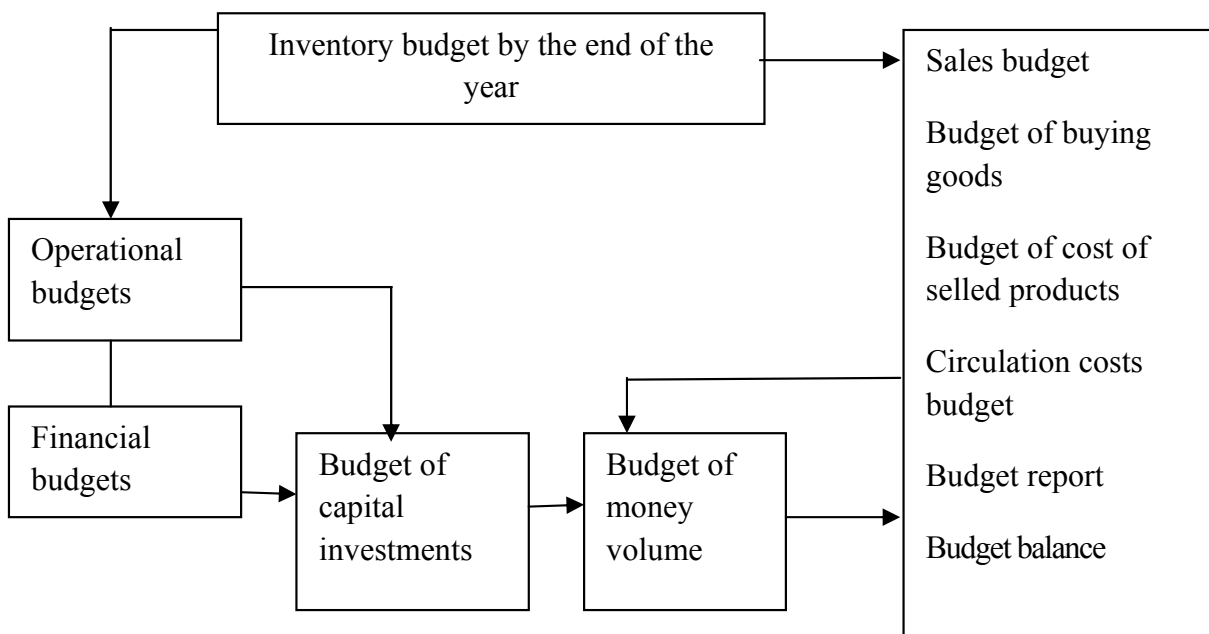 Inventory budget by the end of the
year
Sales budget
Budget of buying
goods
Budget of cost of
selled products
Circulation costs
budget
Budget report
Budget balance
Operational
budgets
Financial
budgets
Budget of
capital
investments
Budget of
money
volume